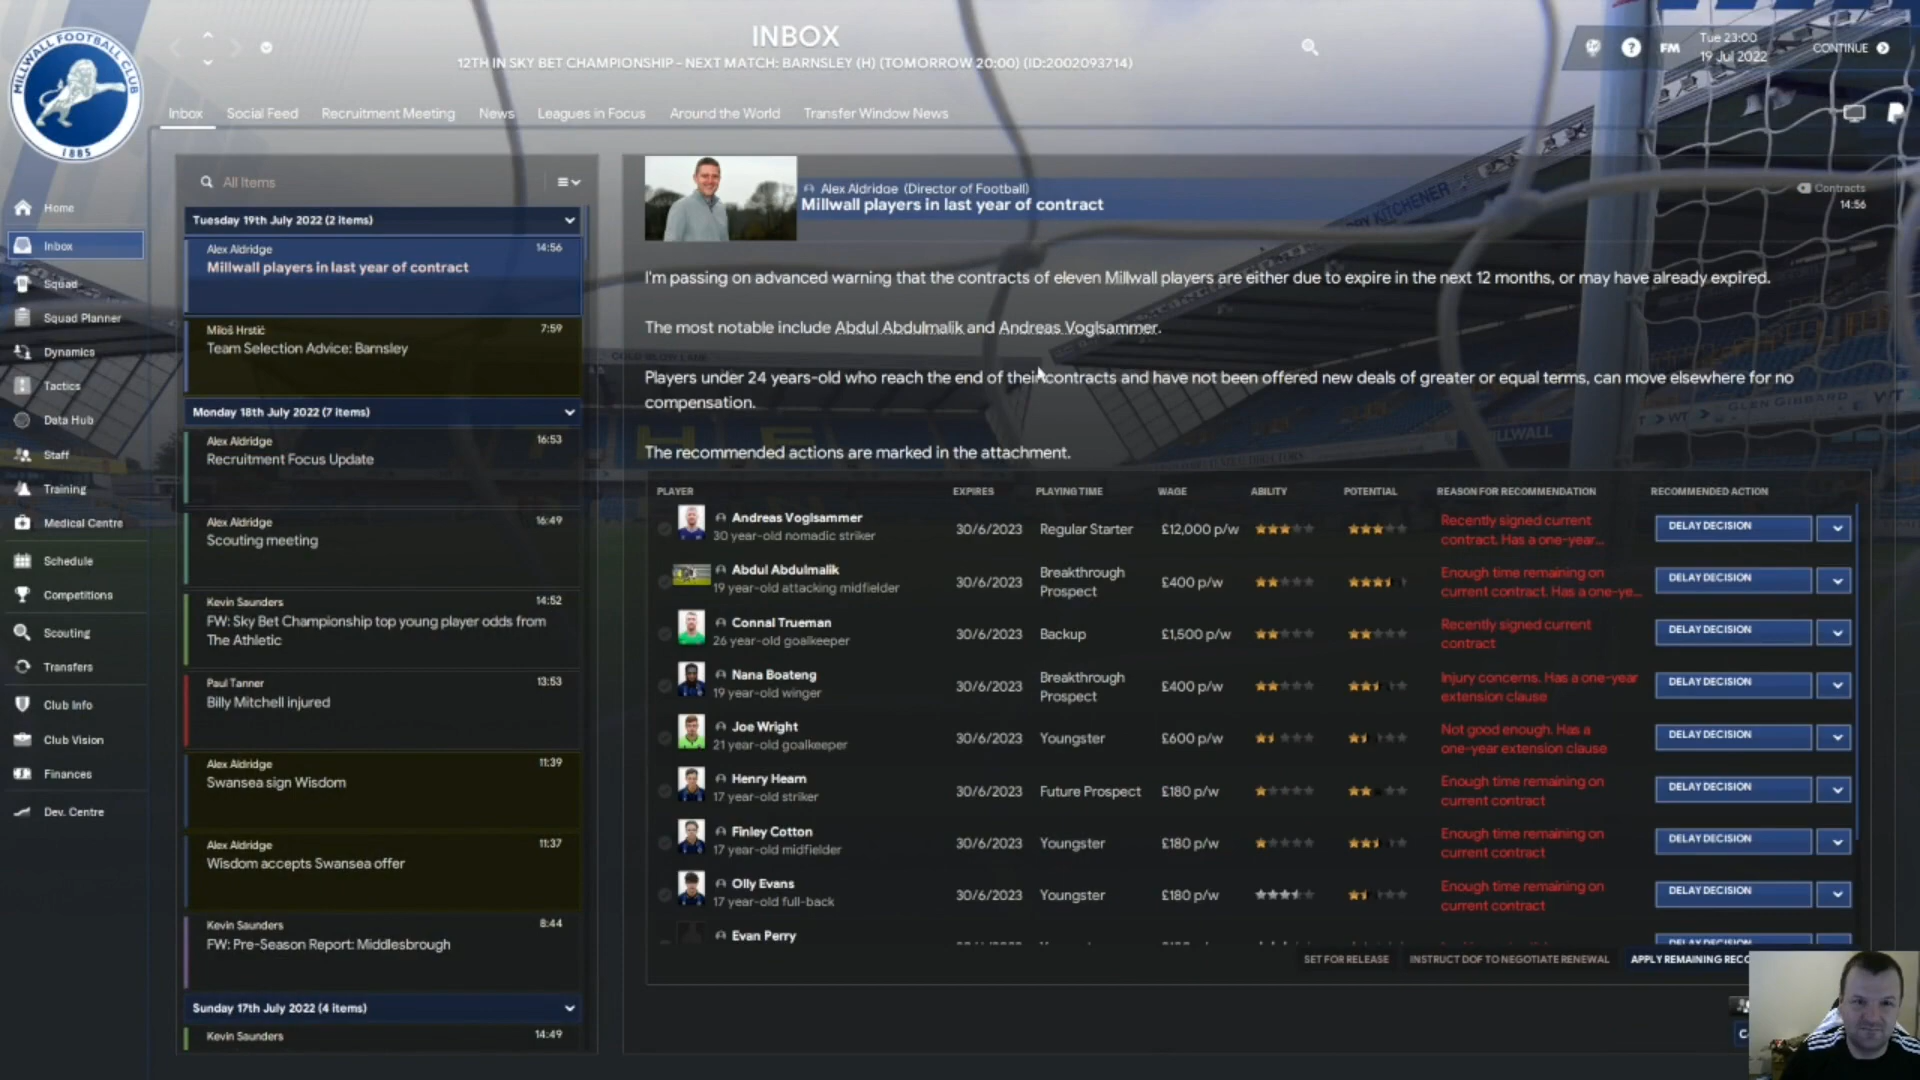 MILLWALL FOOTBALL CLUB
1885
INBOX
12TH IN SKY BET CHAMPIONSHIP - NEXT MATCH: BARNSLEY (H) (TOMORROW 20:00) (ID:2002093714)
FM
Tue 23:00
19 Jul 2022
CONTINUE
Inbox
Social Feed
Recruitment Meeting
News
Leagues in Focus
Around the World
Transfer Window News
Home
Inbox
Squad
Squad Planner
Dynamics
Tactics
Data Hub
Staff
Training
Medical Centre
Schedule
Competitions
Scouting
Transfers
Club Info
Club Vision
Finances
Dev. Centre
All Items
Tuesday 19th July 2022 (2 items)
Alex Aldridge 14:56
Millwall players in last year of contract
Miloš Hrstić 7:59
Team Selection Advice: Barnsley
Monday 18th July 2022 (7 items)
Alex Aldridge 16:53
Recruitment Focus Update
Alex Aldridge 16:49
Scouting meeting
Kevin Saunders 14:52
FW: Sky Bet Championship top young player odds from
The Athletic
Paul Tanner 13:53
Billy Mitchell injured
Alex Aldridge 11:39
Swansea sign Wisdom
Alex Aldridge 11:37
Wisdom accepts Swansea offer
Kevin Saunders 8:44
FW: Pre-Season Report: Middlesbrough
Sunday 17th July 2022 (4 items)
Kevin Saunders 14:49
Alex Aldridge (Director of Football)
Millwall players in last year of contract
Contracts
14:56
I'm passing on advanced warning that the contracts of eleven Millwall players are either due to expire in the next 12 months, or may have already expired.
The most notable include Abdul Abdulmalik and Andreas Voglsammer.
Players under 24 years-old who reach the end of their contracts and have not been offered new deals of greater or equal terms, can move elsewhere for no
compensation.
The recommended actions are marked in the attachment.
PLAYER EXPIRES PLAYING TIME WAGE ABILITY POTENTIAL REASON FOR RECOMMENDATION RECOMMENDED ACTION
Andreas Voglsammer
30 year-old nomadic striker
30/6/2023 Regular Starter £12,000 p/w
Recently signed current
contract. Has a one-year...
DELAY DECISION
Abdul Abdulmalik
19 year-old attacking midfielder
30/6/2023
Breakthrough
Prospect
£400 p/w
Enough time remaining on
current contract. Has a one-ye...
DELAY DECISION
Connal Trueman
26 year-old goalkeeper
30/6/2023 Backup £1,500 p/w
Recently signed current
contract
DELAY DECISION
Nana Boateng
19 year-old winger
30/6/2023
Breakthrough
Prospect
£400 p/w
Injury concerns. Has a one-year
extension clause
DELAY DECISION
Joe Wright
21 year-old goalkeeper
30/6/2023 Youngster £600 p/w
Not good enough. Has a
one-year extension clause
DELAY DECISION
Henry Hearn
17 year-old striker
30/6/2023 Future Prospect £180 p/w
Enough time remaining on
current contract
DELAY DECISION
Finley Cotton
17 year-old midfielder
30/6/2023 Youngster £180 p/w
Enough time remaining on
current contract
DELAY DECISION
Olly Evans
17 year-old full-back
30/6/2023 Youngster £180 p/w
Enough time remaining on
current contract
DELAY DECISION
Evan Perry
DELAY DECISION
SET FOR RELEASE
INSTRUCT DOF TO NEGOTIATE RENEWAL
APPLY REMAINING RECO